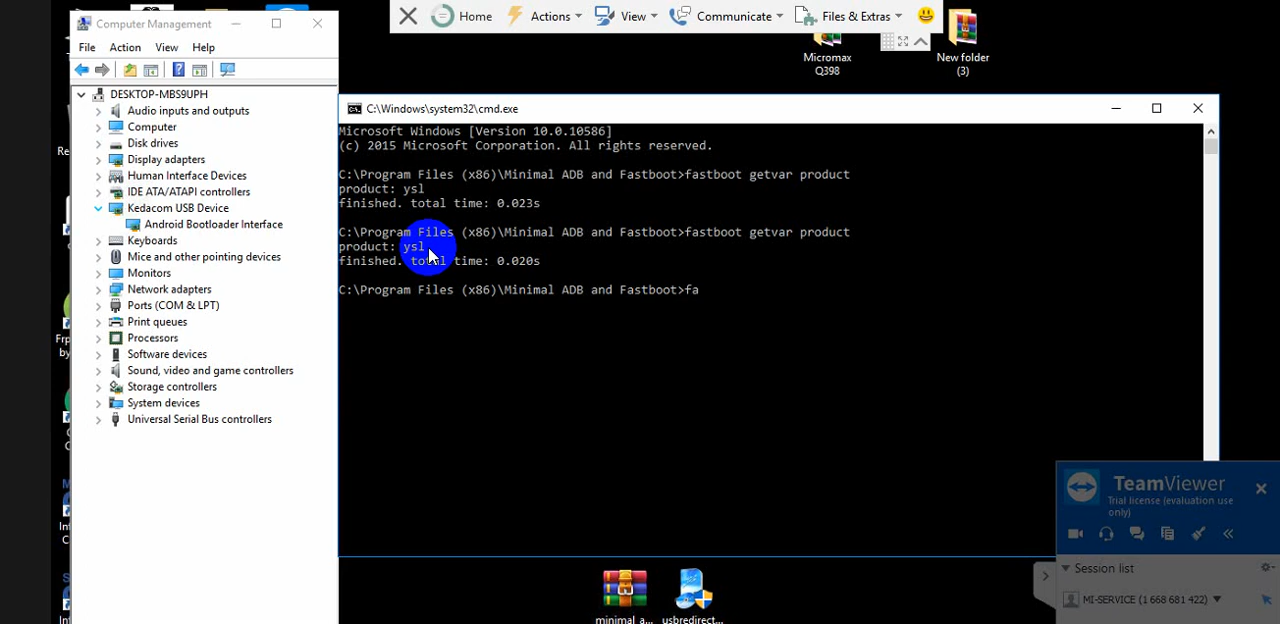 Computer Management
File Action View Help
DESKTOP-MBS9UPH
Audio inputs and outputs
Computer
Disk drives
Display adapters
Human Interface Devices
IDE ATA/ATAPI controllers
Kedacom USB Device
Android Bootloader Interface
Keyboards
Mice and other pointing devices
Monitors
Network adapters
Ports (COM & LPT)
Print queues
Processors
Software devices
Sound, video and game controllers
Storage controllers
System devices
Universal Serial Bus controllers
Home Actions View Communicate Files & Extras
Micromax
Q398
New folder
(3)
C:\Windows\system32\cmd.exe
Microsoft Windows [Version 10.0.10586]
(c) 2015 Microsoft Corporation. All rights reserved.
C:\Program Files (x86)\Minimal ADB and Fastboot>fastboot getvar product
product: ysl
finished. total time: 0.023s
C:\Program Files (x86)\Minimal ADB and Fastboot>fastboot getvar product
product: ysl
finished. total time: 0.020s
C:\Program Files (x86)\Minimal ADB and Fastboot>fa
TeamViewer
Trial license (evaluation use
only)
Session list
MI-SERVICE (1 668 681 422)
minimal_a...
usbredirect...
Re
Frp
by
M
Int
C
S
Int